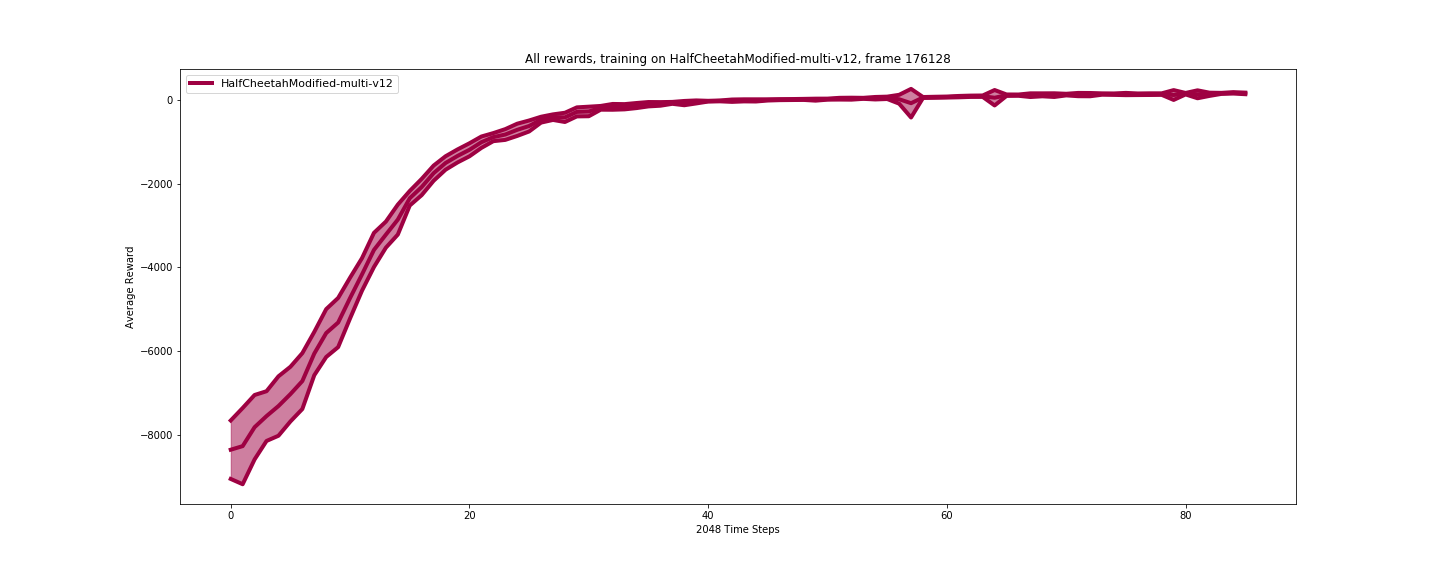 All rewards, training on HalfCheetahModified-multi-v12, frame 176128
HalfCheetahModified-multi-v12
0
−2000
−4000
−6000
−8000
Average Reward
0 20 40 60 80
2048 Time Steps